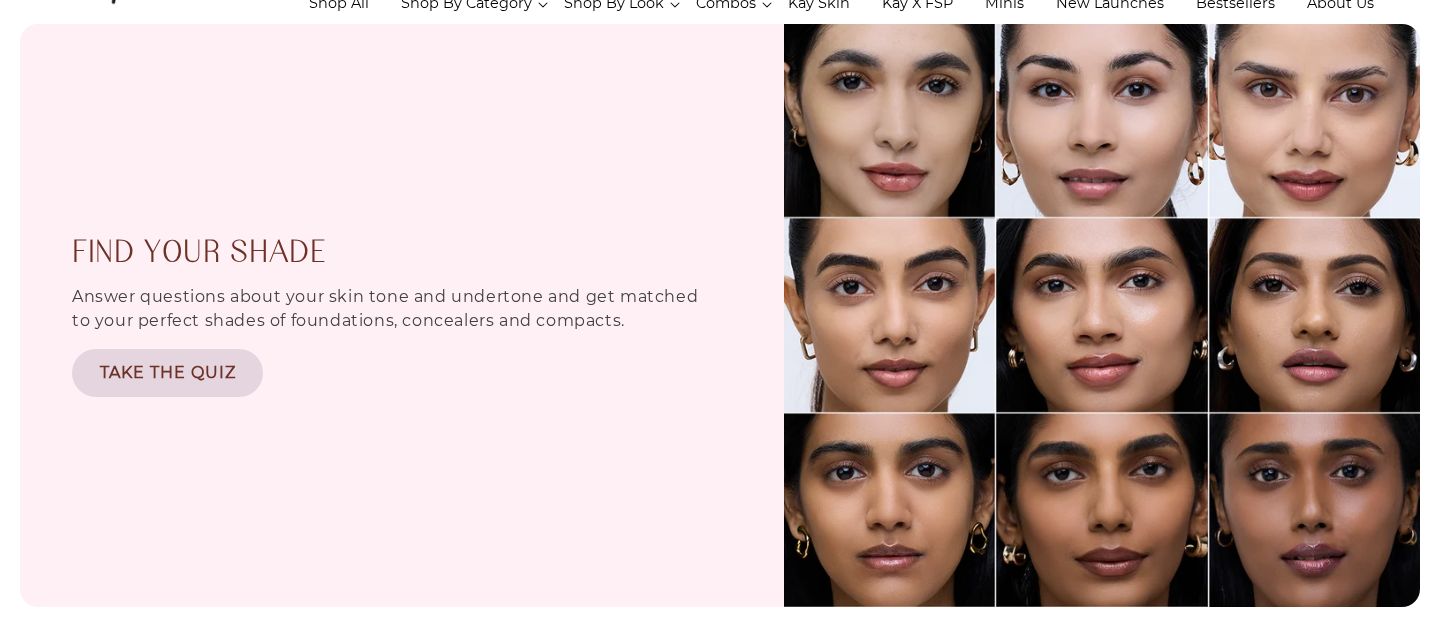 Shop All Shop By Category Shop By Look Combos Kay Skin Kay X FSP Minis New Launches Bestsellers About Us
FIND YOUR SHADE
Answer questions about your skin tone and undertone and get matched
to your perfect shades of foundations, concealers and compacts.
TAKE THE QUIZ